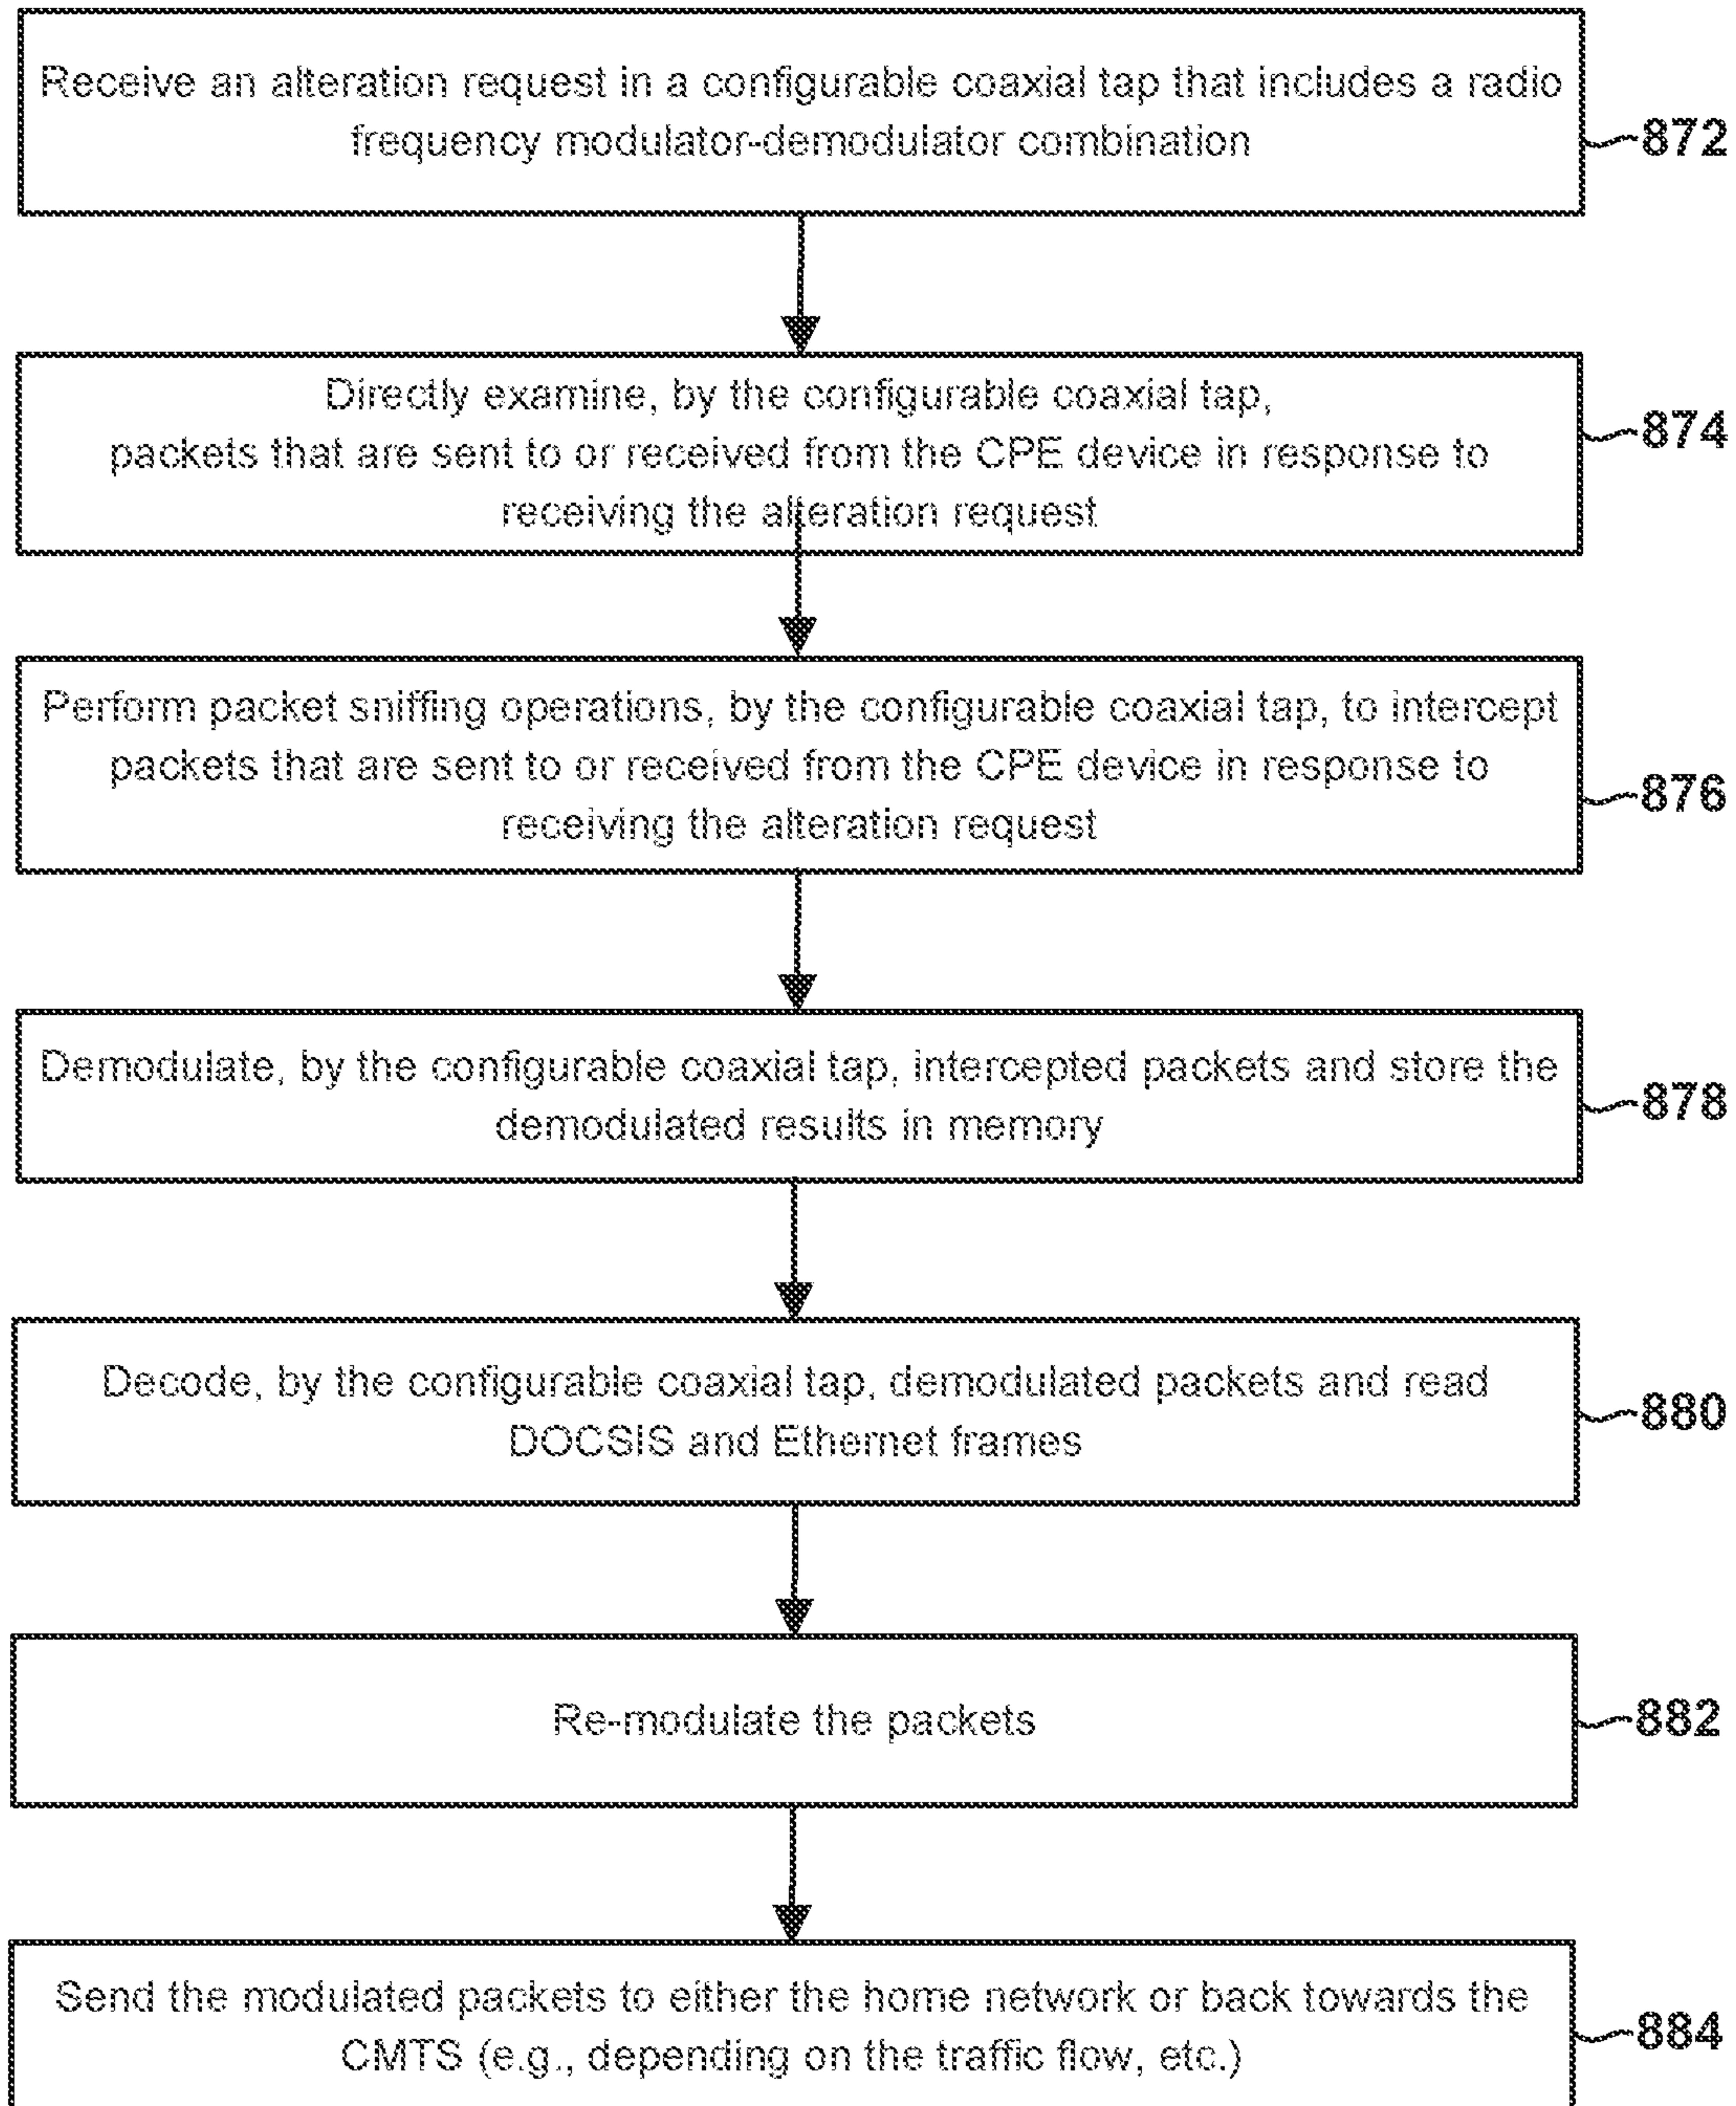 Receive an alteration request in a configurable coaxial tap that includes a radio
frequency modulator-demodulator combination
872
Directly examine, by the configurable coaxial tap,
packets that are sent to or received from the CPE device in response to
receiving the alteration request
874
Perform packet sniffing operations, by the configurable coaxial tap, to intercept
packets that are sent to or received from the CPE device in response to
receiving the alteration request
876
Demodulate, by the configurable coaxial tap, intercepted packets and store the
demodulated results in memory
878
Decode, by the configurable coaxial tap, demodulated packets and read
DOCSIS and Ethernet frames
880
Re-modulate the packets
882
Send the modulated packets to either the home network or back towards the
CMTS (e.g., depending on the traffic flow, etc.)
884